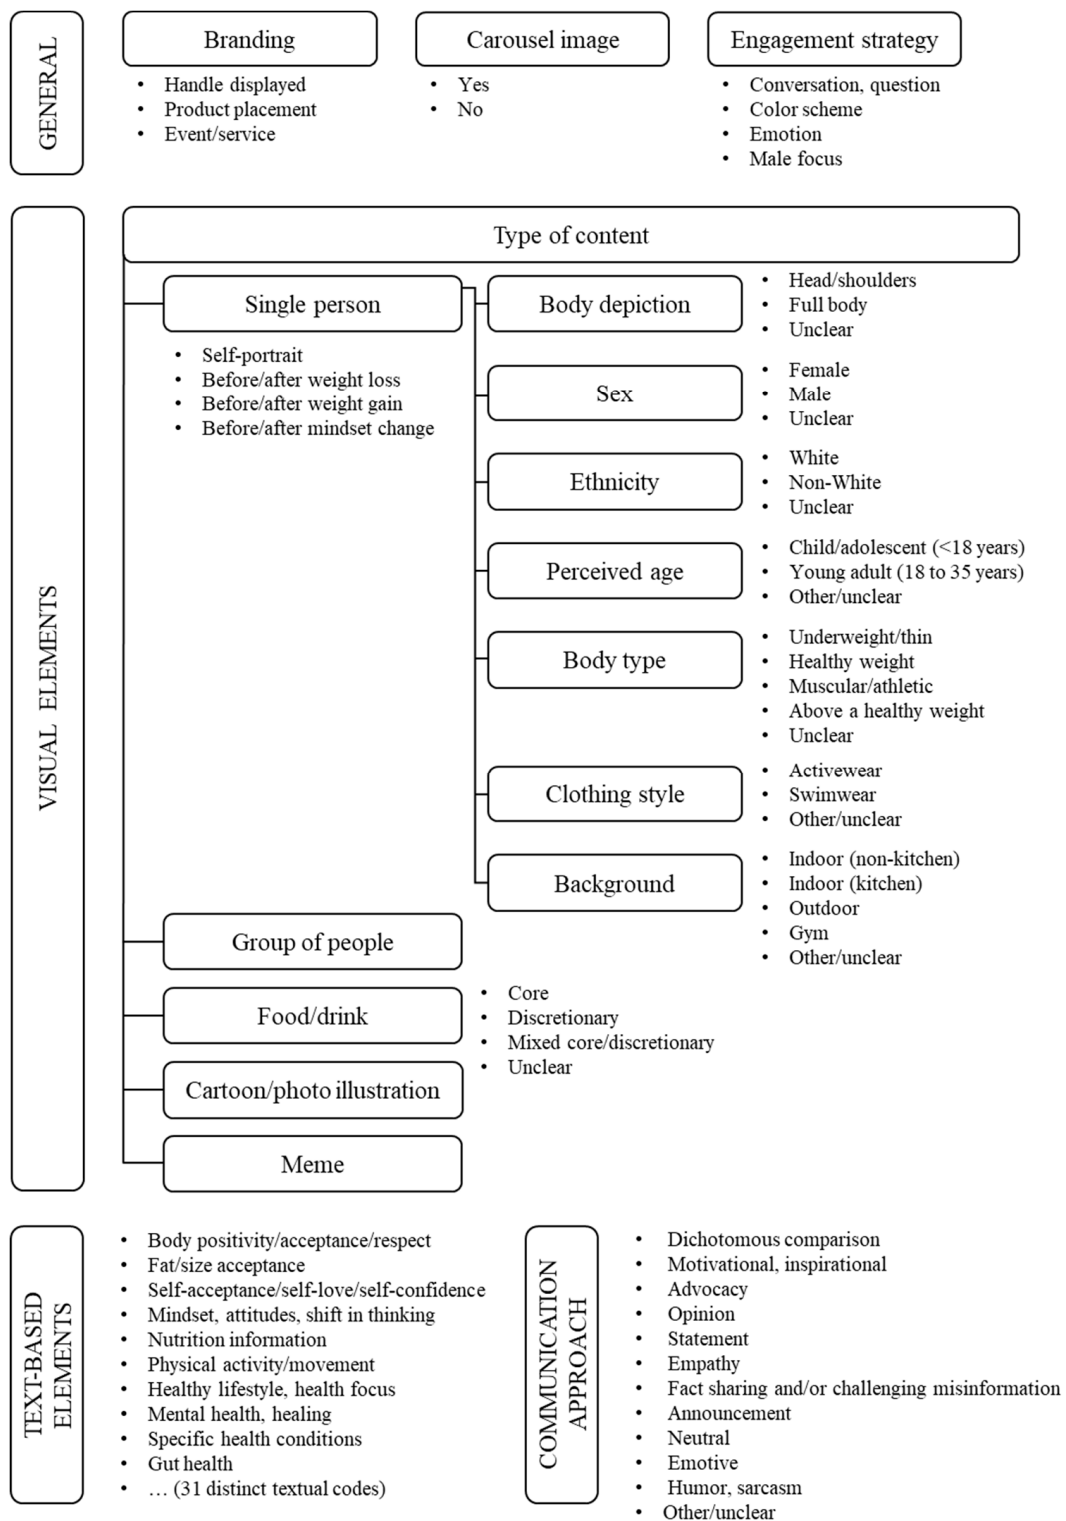 GENERAL
Branding
• Handle displayed
• Product placement
• Event/service
Carousel image
• Yes
• No
Engagement strategy
• Conversation, question
• Color scheme
• Emotion
• Male focus
VISUAL ELEMENTS
Type of content
Single person
• Self-portrait
• Before/after weight loss
• Before/after weight gain
• Before/after mindset change
Body depiction
• Head/shoulders
• Full body
• Unclear
Sex
• Female
• Male
• Unclear
Ethnicity
• White
• Non-White
• Unclear
Perceived age
• Child/adolescent (<18 years)
• Young adult (18 to 35 years)
• Other/unclear
Body type
• Underweight/thin
• Healthy weight
• Muscular/athletic
• Above a healthy weight
• Unclear
Clothing style
• Activewear
• Swimwear
• Other/unclear
Background
• Indoor (non-kitchen)
• Indoor (kitchen)
• Outdoor
• Gym
• Other/unclear
Group of people
Food/drink
• Core
• Discretionary
• Mixed core/discretionary
• Unclear
Cartoon/photo illustration
Meme
TEXT-BASED
ELEMENTS
• Body positivity/acceptance/respect
• Fat/size acceptance
• Self-acceptance/self-love/self-confidence
• Mindset, attitudes, shift in thinking
• Nutrition information
• Physical activity/movement
• Healthy lifestyle, health focus
• Mental health, healing
• Specific health conditions
• Gut health
• … (31 distinct textual codes)
COMMUNICATION
APPROACH
• Dichotomous comparison
• Motivational, inspirational
• Advocacy
• Opinion
• Statement
• Empathy
• Fact sharing and/or challenging misinformation
• Announcement
• Neutral
• Emotive
• Humor, sarcasm
• Other/unclear